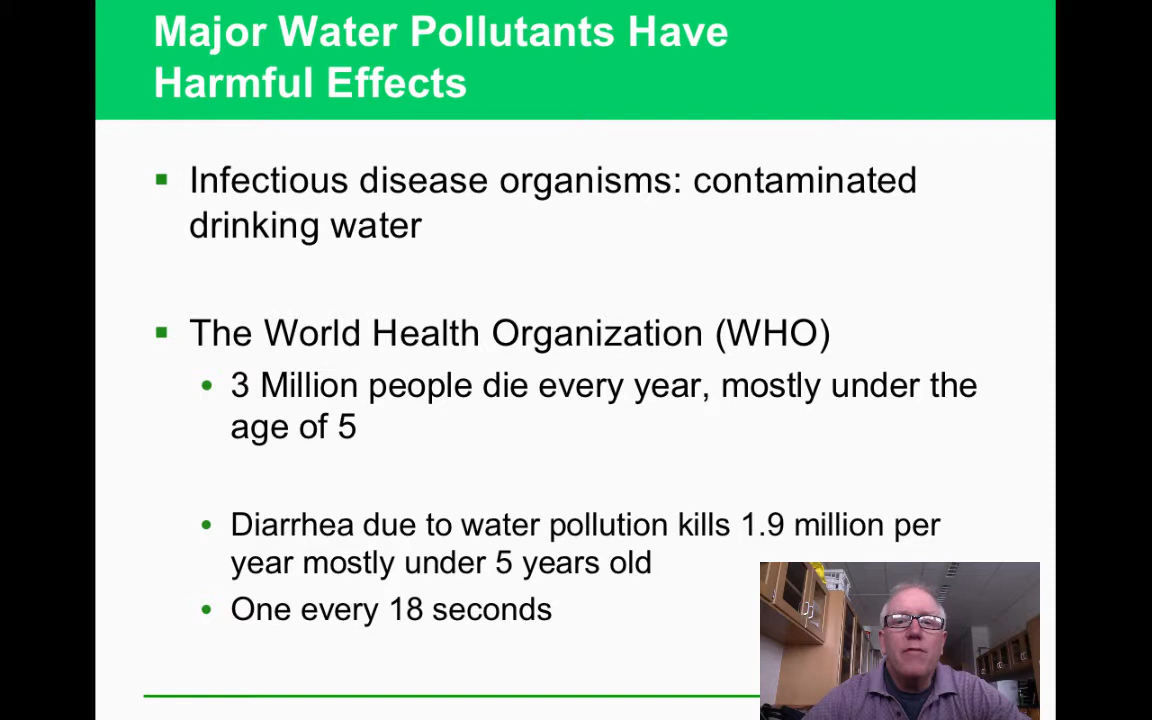 Major Water Pollutants Have
Harmful Effects
Infectious disease organisms: contaminated
drinking water
The World Health Organization (WHO)
3 Million people die every year, mostly under the
age of 5
Diarrhea due to water pollution kills 1.9 million per
year mostly under 5 years old
One every 18 seconds